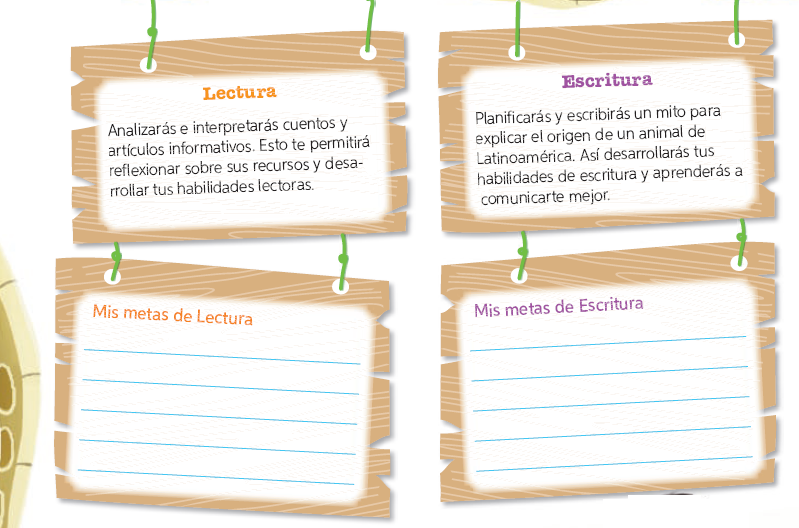 Lectura
Analizarás e interpretarás cuentos y
artículos informativos. Esto te permitirá
reflexionar sobre sus recursos y desa-
rrollar tus habilidades lectoras.
Escritura
Planificarás y escribirás un mito para
explicar el origen de un animal de
Latinoamérica. Así desarrollarás tus
habilidades de escritura y aprenderás a
comunicarte mejor.
Mis metas de Lectura
Mis metas de Escritura